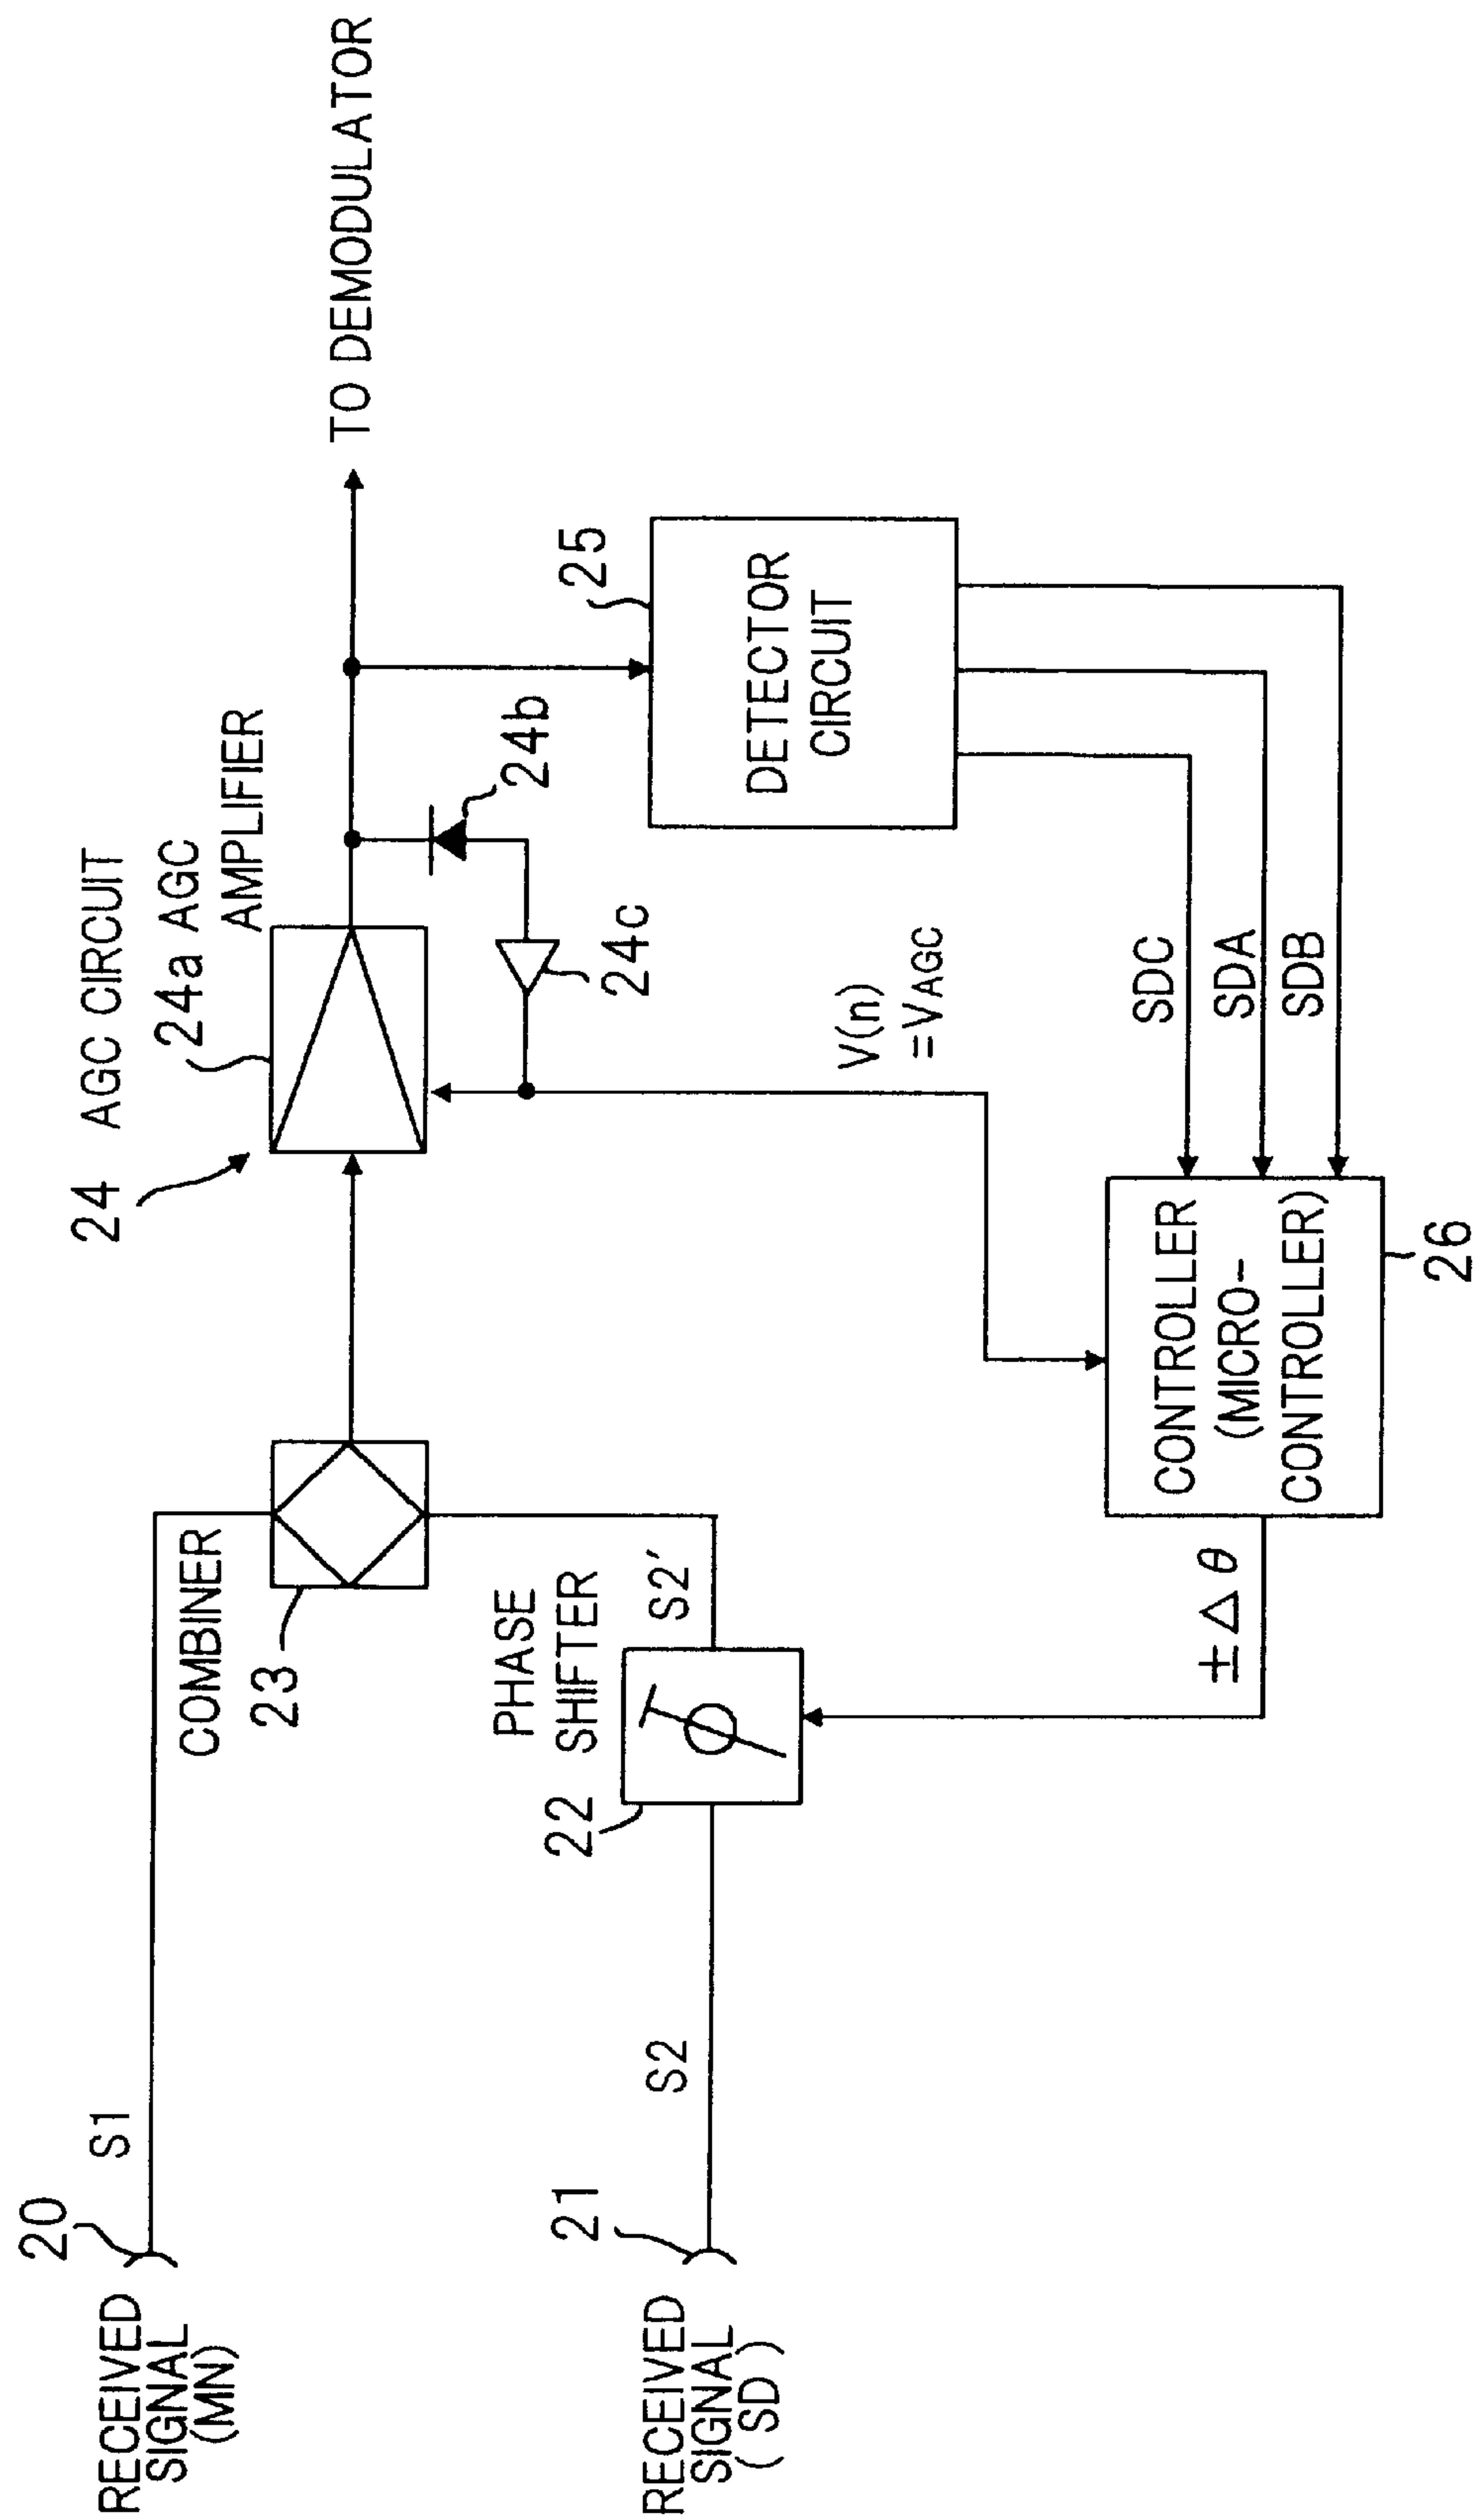 RECEIVED
SIGNAL
(MN)
20
S1
RECEIVED
SIGNAL
(SD)
21
S2
22
PHASE
SHIFTER
φ
S2'
COMBINER
23
24 AGC CIRCUIT
24a AGC
AMPLIFIER
24b
24c
TO DEMODULATOR
25
DETECTOR
CIRCUIT
V(n)
=VAGC
SDC
SDA
SDB
CONTROLLER
(MICRO-
CONTROLLER)
26
±Δθ